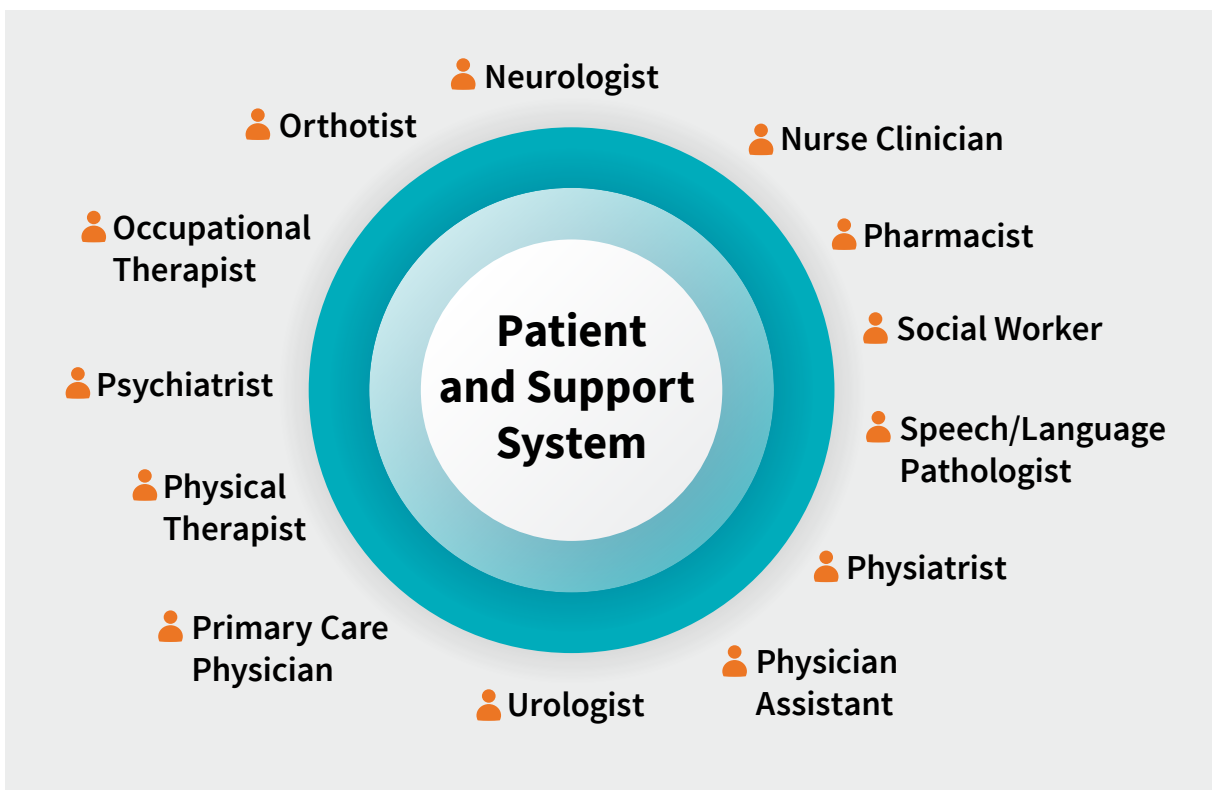 Neurologist
Orthotist
Nurse Clinician
Occupational
Therapist
Pharmacist
Patient
and Support
System
Social Worker
Psychiatrist
Speech/Language
Pathologist
Physical
Therapist
Physiatrist
Primary Care
Physician
Physician
Assistant
Urologist